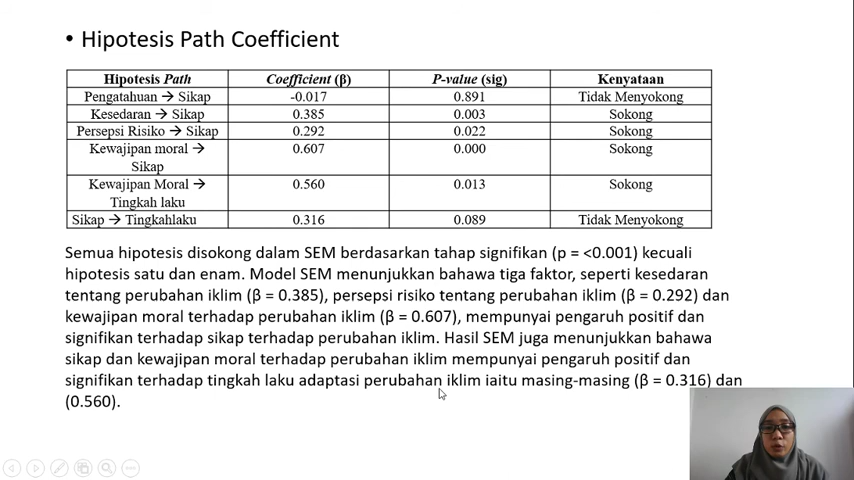 • Hipotesis Path Coefficient
Hipotesis Path Coefficient (β) P-value (sig) Kenyataan
Pengatahuan → Sikap -0.017 0.891 Tidak Menyokong
Kesedaran → Sikap 0.385 0.003 Sokong
Persepsi Risiko → Sikap 0.292 0.022 Sokong
Kewajipan moral → 0.607 0.000 Sokong
Sikap
Kewajipan Moral → 0.560 0.013 Sokong
Tingkah laku
Sikap → Tingkahlaku 0.316 0.089 Tidak Menyokong
Semua hipotesis disokong dalam SEM berdasarkan tahap signifikan (p = <0.001) kecuali
hipotesis satu dan enam. Model SEM menunjukkan bahawa tiga faktor, seperti kesedaran
tentang perubahan iklim (β = 0.385), persepsi risiko tentang perubahan iklim (β = 0.292) dan
kewajipan moral terhadap perubahan iklim (β = 0.607), mempunyai pengaruh positif dan
signifikan terhadap sikap terhadap perubahan iklim. Hasil SEM juga menunjukkan bahawa
sikap dan kewajipan moral terhadap perubahan iklim mempunyai pengaruh positif dan
signifikan terhadap tingkah laku adaptasi perubahan iklim iaitu masing-masing (β = 0.316) dan
(0.560).